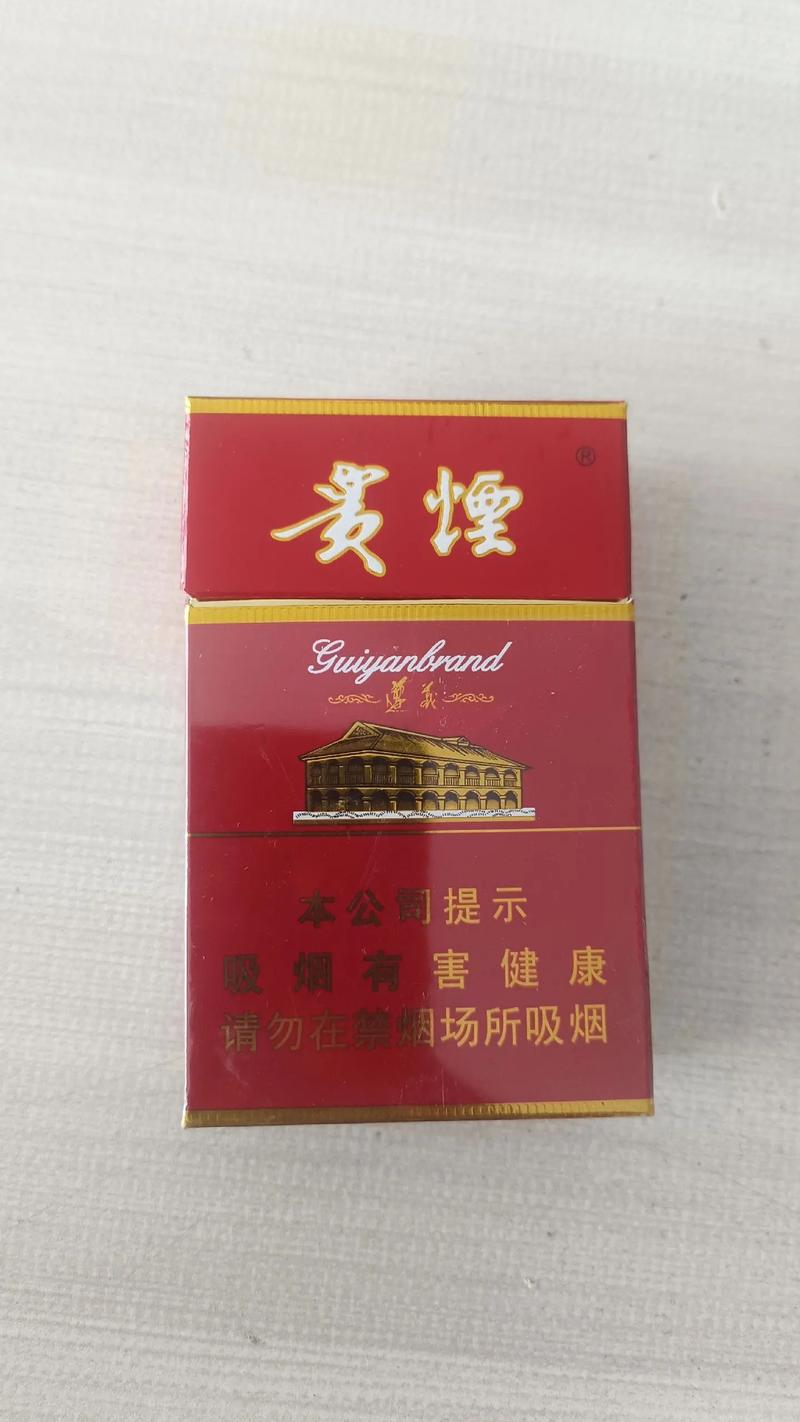 貴煙
®
Guiyanbrand
遵義
本公司提示
吸烟有害健康
请勿在禁烟场所吸烟